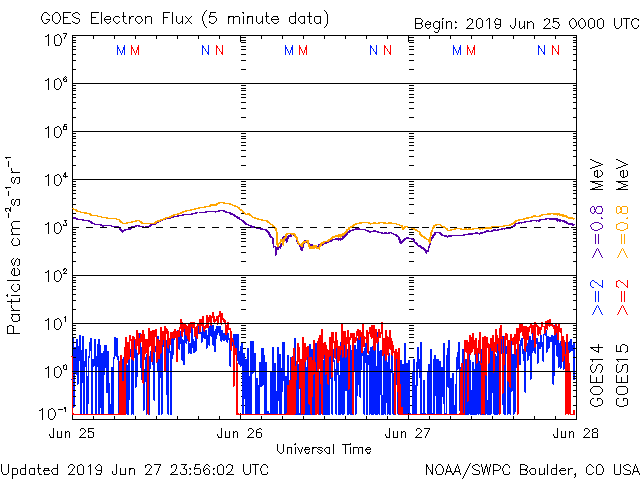 GOES Electron Flux (5 minute data)
Begin: 2019 Jun 25 0000 UTC
M M N N M M N N M M N N
10⁷
10⁶
10⁵
10⁴
10³
10²
10¹
10⁰
10⁻¹
Particles cm⁻²s⁻¹sr⁻¹
GOES14 >=2 >=0.8 MeV
GOES15 >=2 >=0.8 MeV
Jun 25 Jun 26 Jun 27 Jun 28
Universal Time
Updated 2019 Jun 27 23:56:02 UTC
NOAA/SWPC Boulder, CO USA